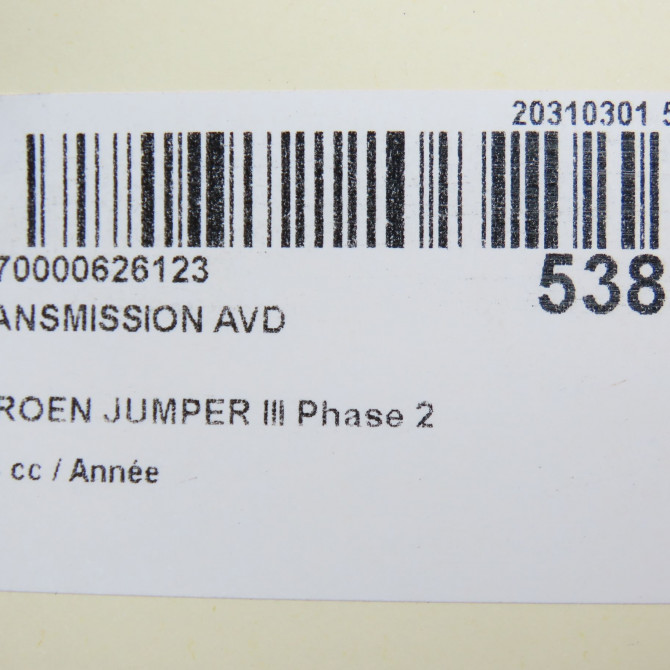 20310301 5
70000626123
538
ANSMISSION AVD
ROEN JUMPER III Phase 2
cc / Année